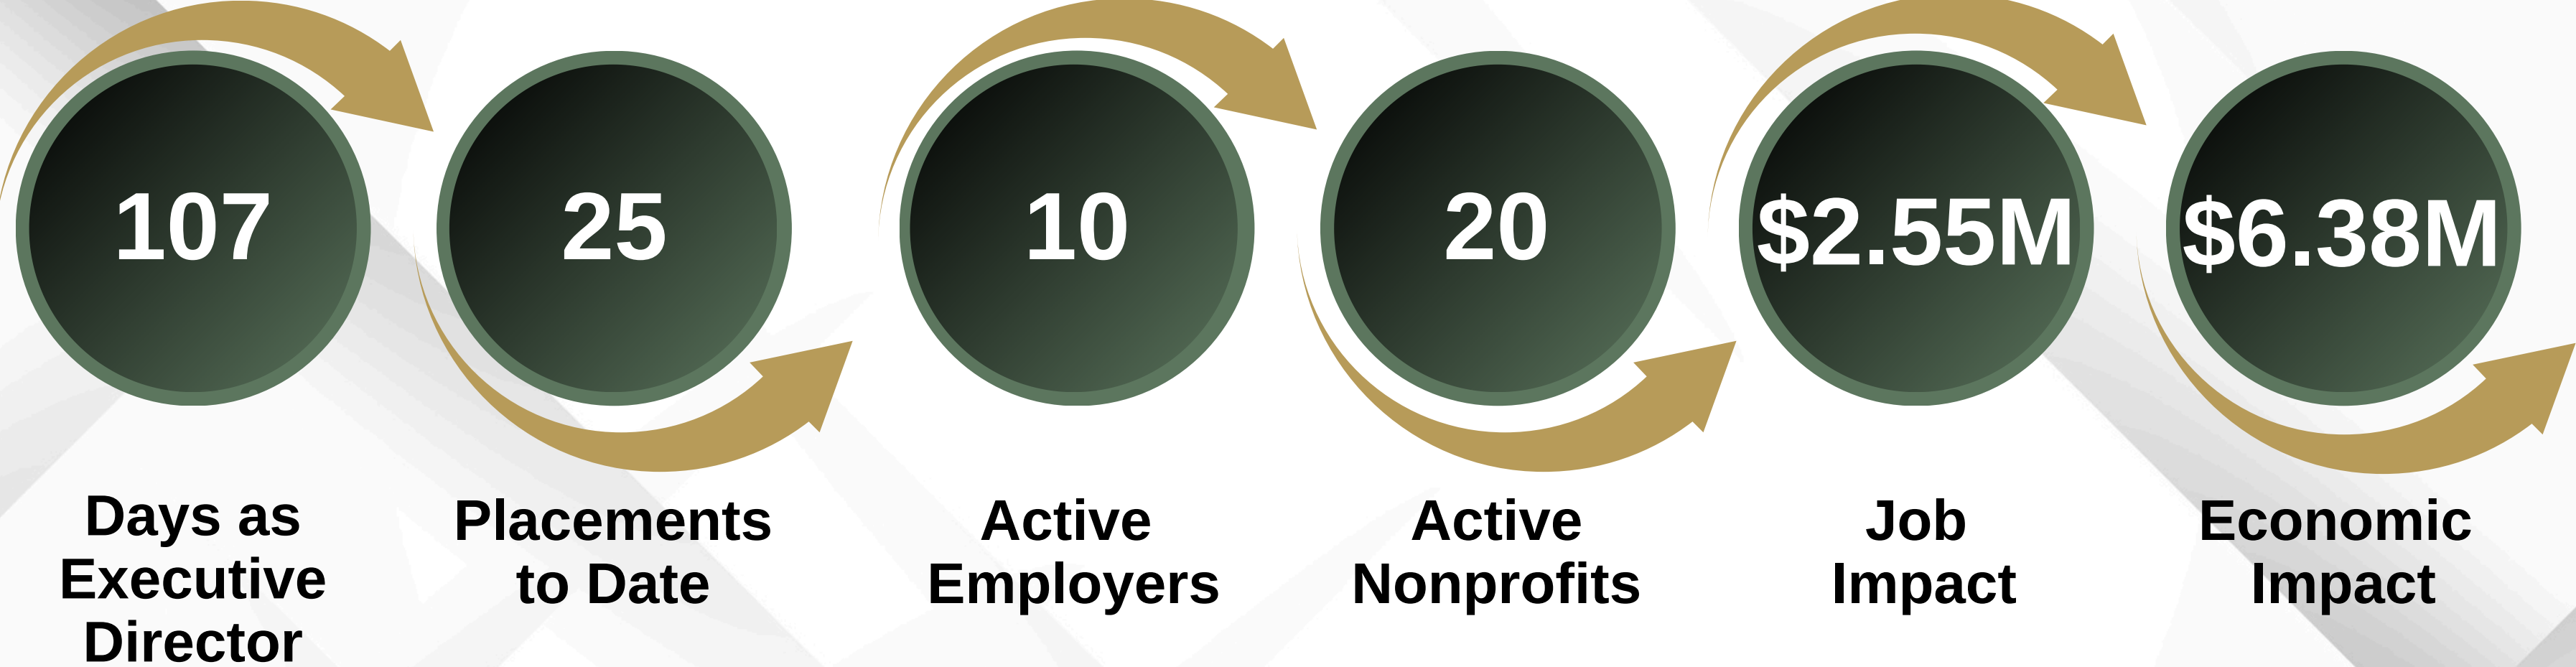 107
25
10
20
$2.55M
$6.38M
Days as
Executive
Director
Placements
to Date
Active
Employers
Active
Nonprofits
Job
Impact
Economic
Impact